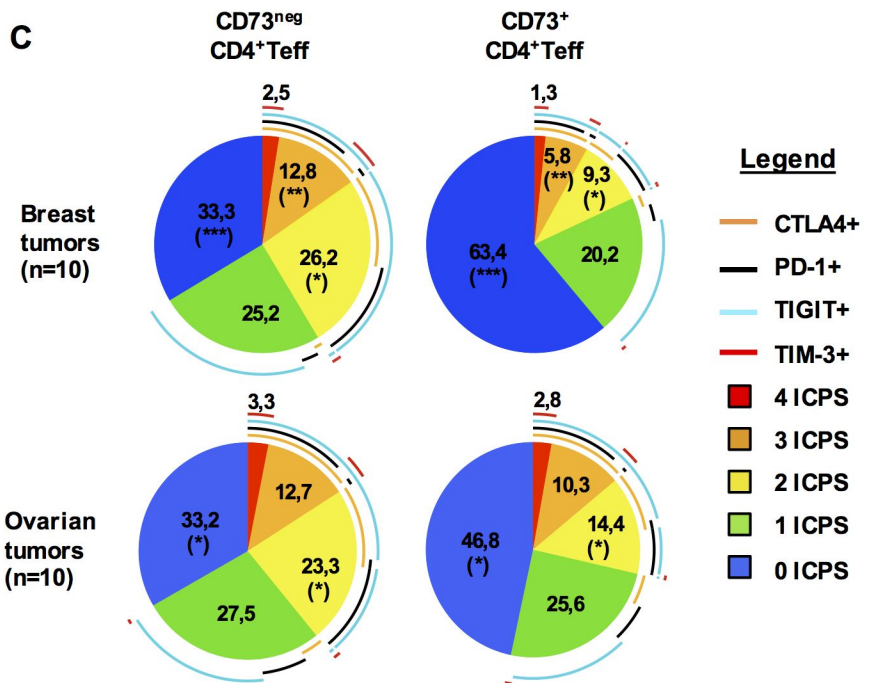 C
CD73neg
CD4+Teff
CD73+
CD4+Teff
Breast
tumors
(n=10)
2,5
12,8
(**)
26,2
(*)
25,2
33,3
(***)
1,3
5,8
(**)
9,3
(*)
20,2
63,4
(***)
Ovarian
tumors
(n=10)
3,3
12,7
23,3
(*)
27,5
33,2
(*)
2,8
10,3
14,4
(*)
25,6
46,8
(*)
Legend
CTLA4+
PD-1+
TIGIT+
TIM-3+
4 ICPS
3 ICPS
2 ICPS
1 ICPS
0 ICPS